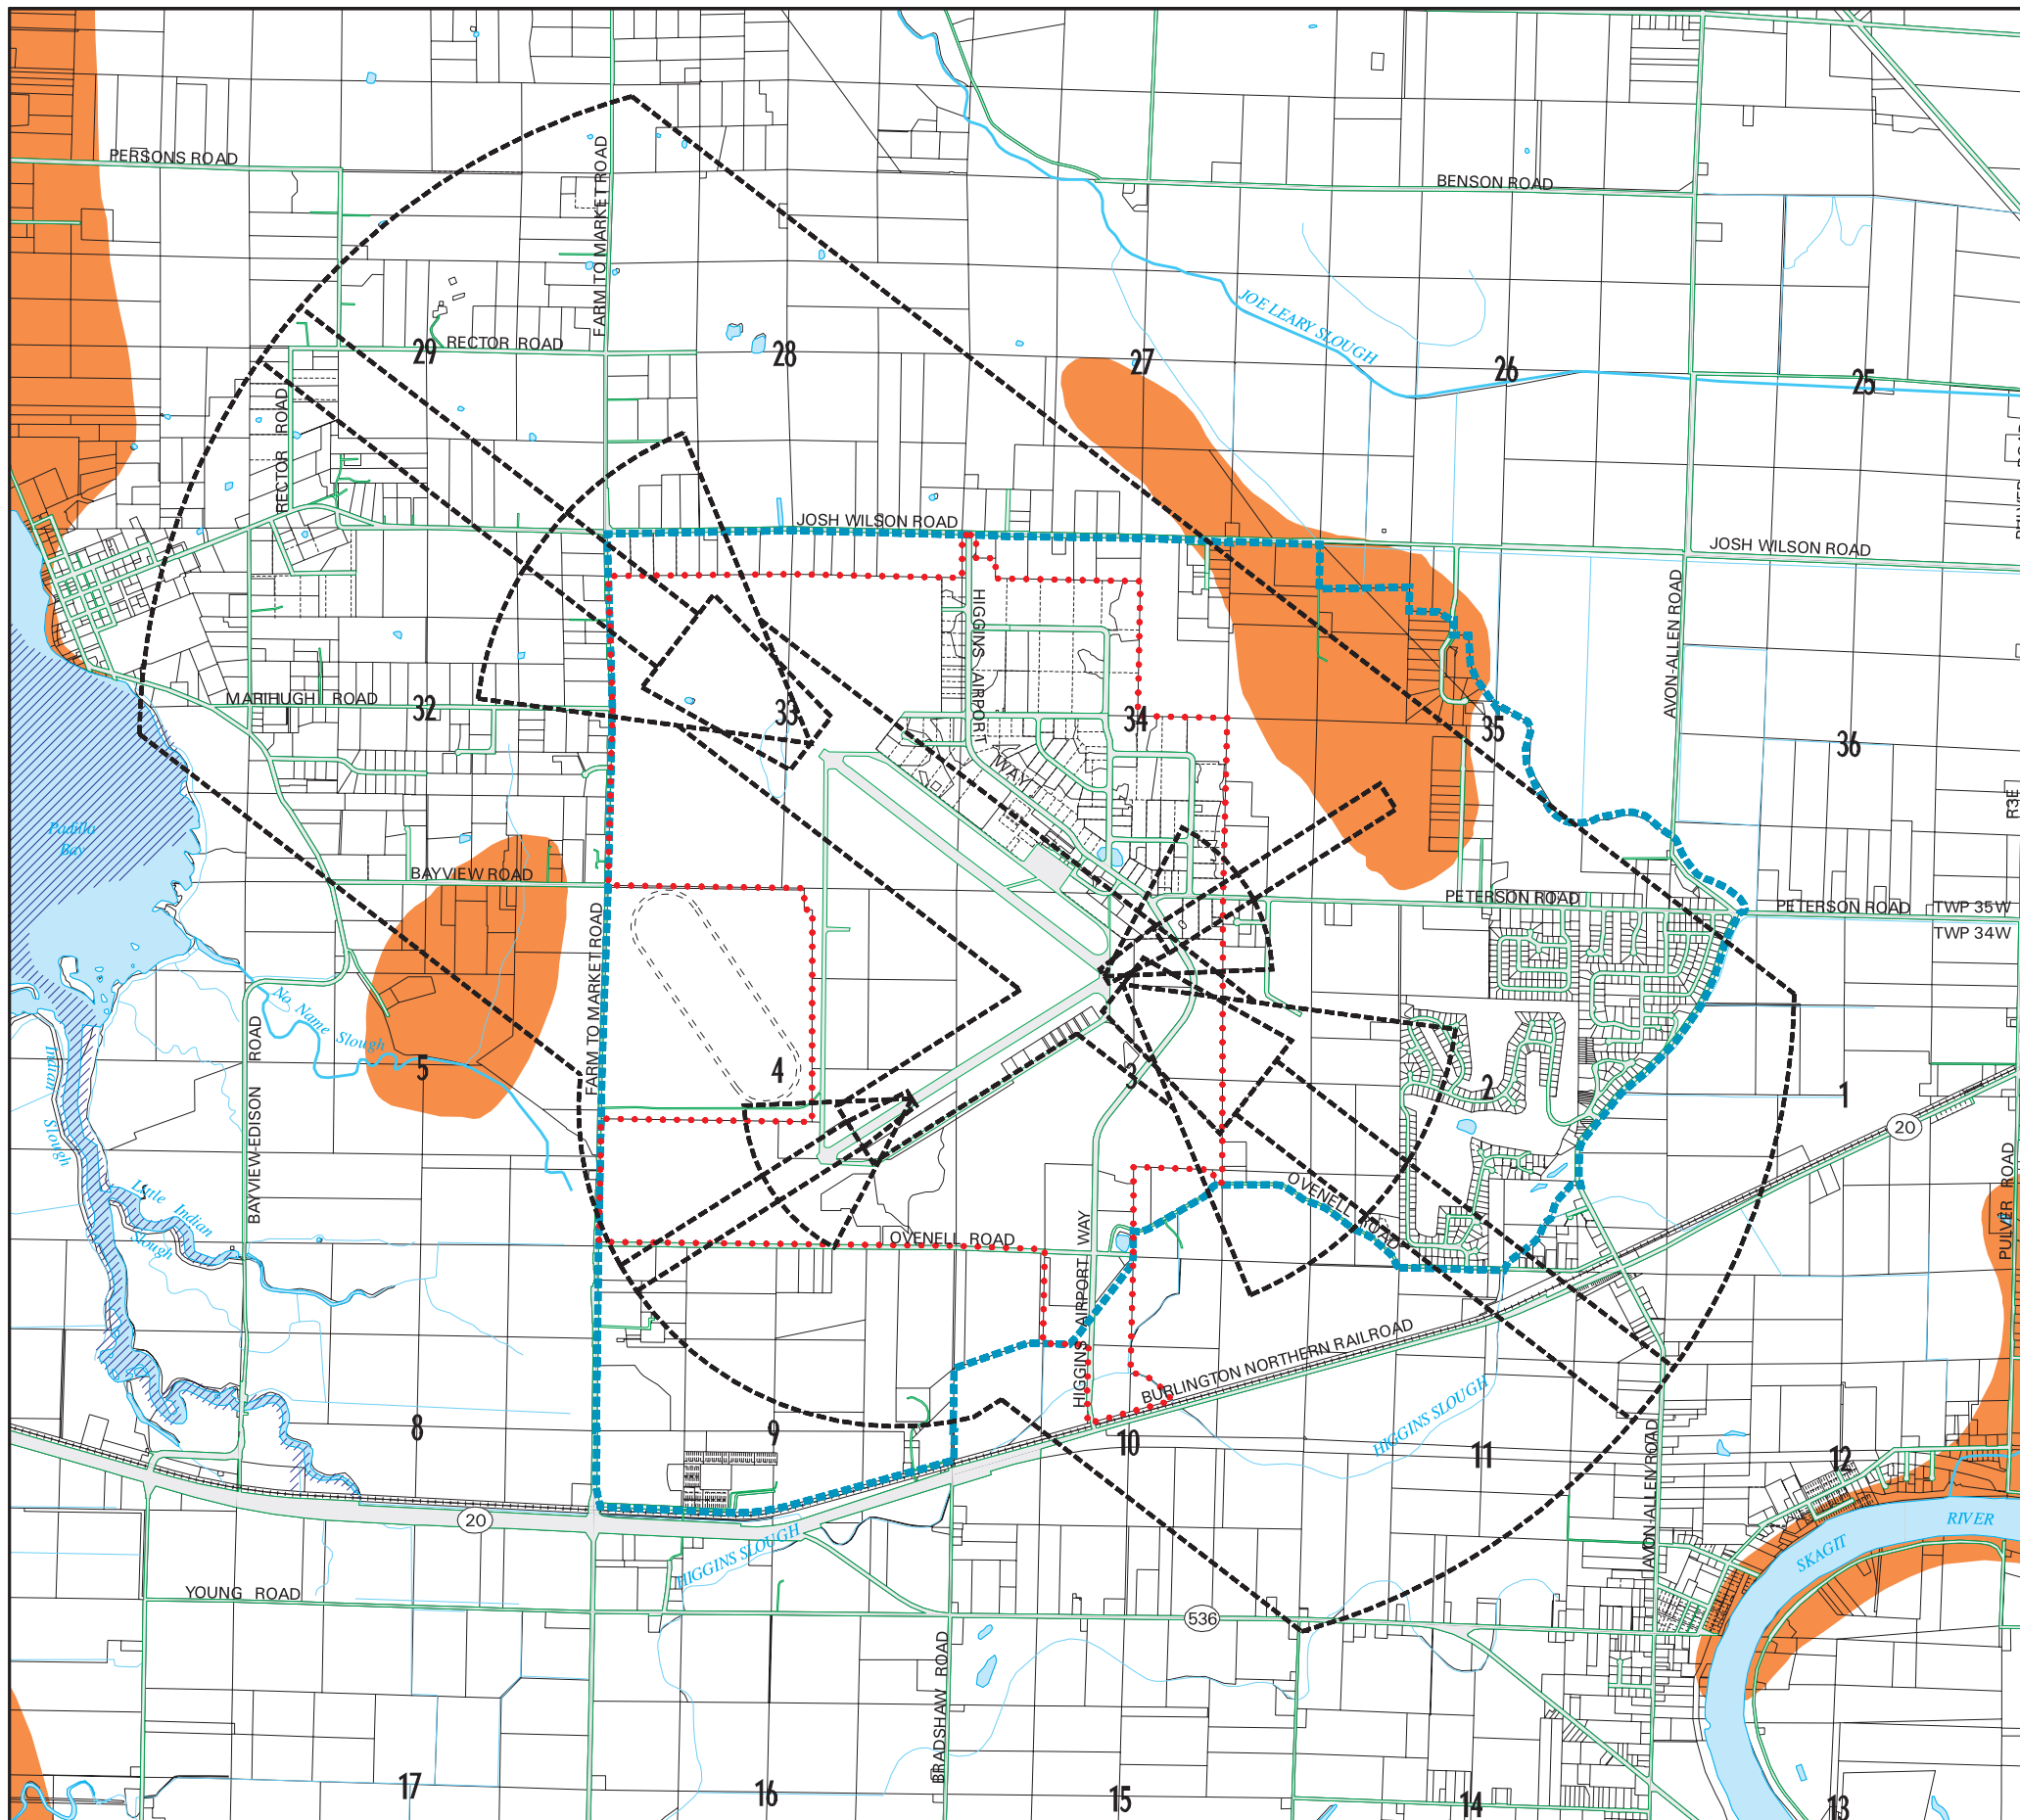 PERSONS ROAD
FARM TO MARKET ROAD
BENSON ROAD
JOE LEARY SLOUGH
29
RECTOR ROAD
28
27
26
25
RECTOR ROAD
JOSH WILSON ROAD
JOSH WILSON ROAD
HIGGINS AIRPORT
WAY
AVON-ALLEN ROAD
MARIHUGH ROAD
32
33
34
35
36
R3E
Padilla
Bay
BAYVIEW ROAD
PETERSON ROAD
PETERSON ROAD
TWP 35W
TWP 34W
FARM TO MARKET ROAD
No Name Slough
Indian
Slough
BAYVIEW-EDISON ROAD
5
4
3
2
1
20
PULVER ROAD
Little Indian
Slough
OVENELL ROAD
OVENELL ROAD
HIGGINS AIRPORT WAY
BURLINGTON NORTHERN RAILROAD
HIGGINS SLOUGH
8
9
10
11
12
AVON-ALLEN ROAD
20
HIGGINS SLOUGH
SKAGIT
RIVER
YOUNG ROAD
536
BRADSHAW ROAD
17
16
15
14
13